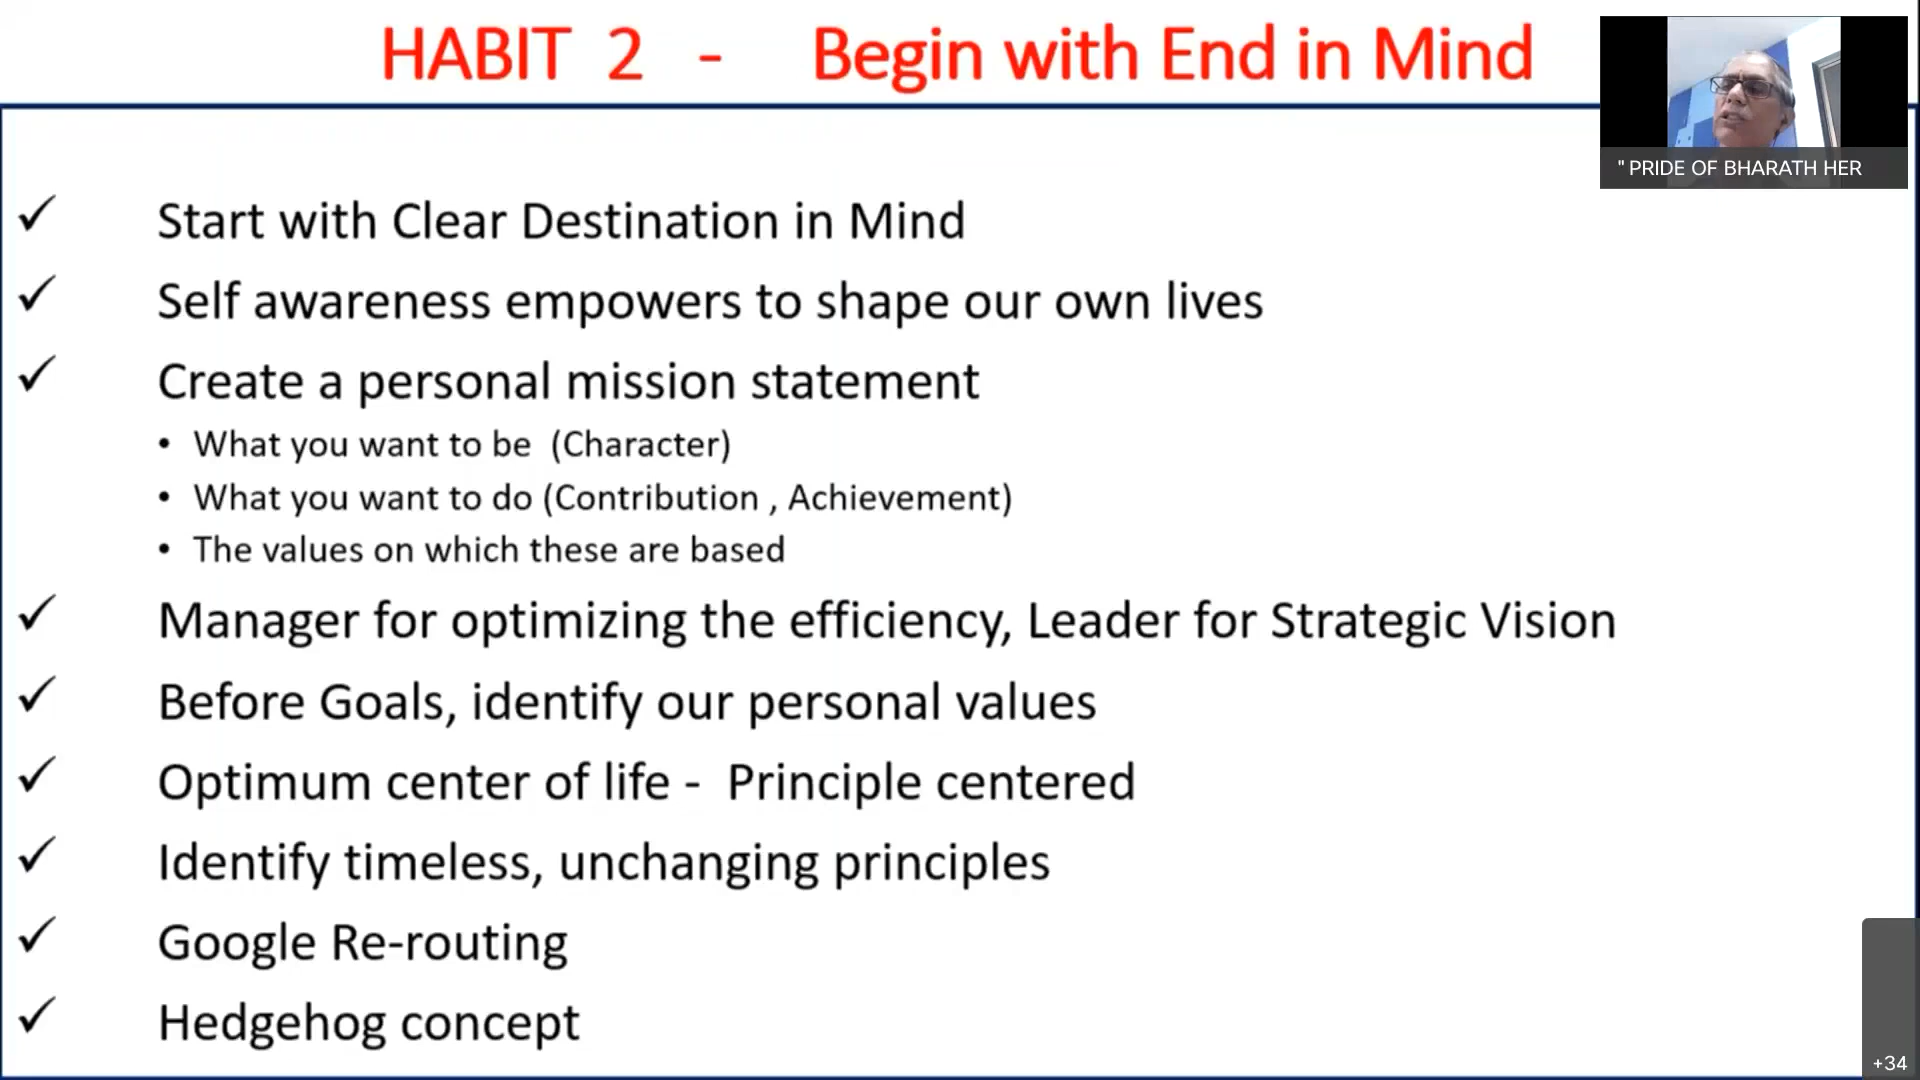 HABIT 2 - Begin with End in Mind
" PRIDE OF BHARATH HER
✓ Start with Clear Destination in Mind
✓ Self awareness empowers to shape our own lives
✓ Create a personal mission statement
• What you want to be (Character)
• What you want to do (Contribution , Achievement)
• The values on which these are based
✓ Manager for optimizing the efficiency, Leader for Strategic Vision
✓ Before Goals, identify our personal values
✓ Optimum center of life - Principle centered
✓ Identify timeless, unchanging principles
✓ Google Re-routing
✓ Hedgehog concept
+34